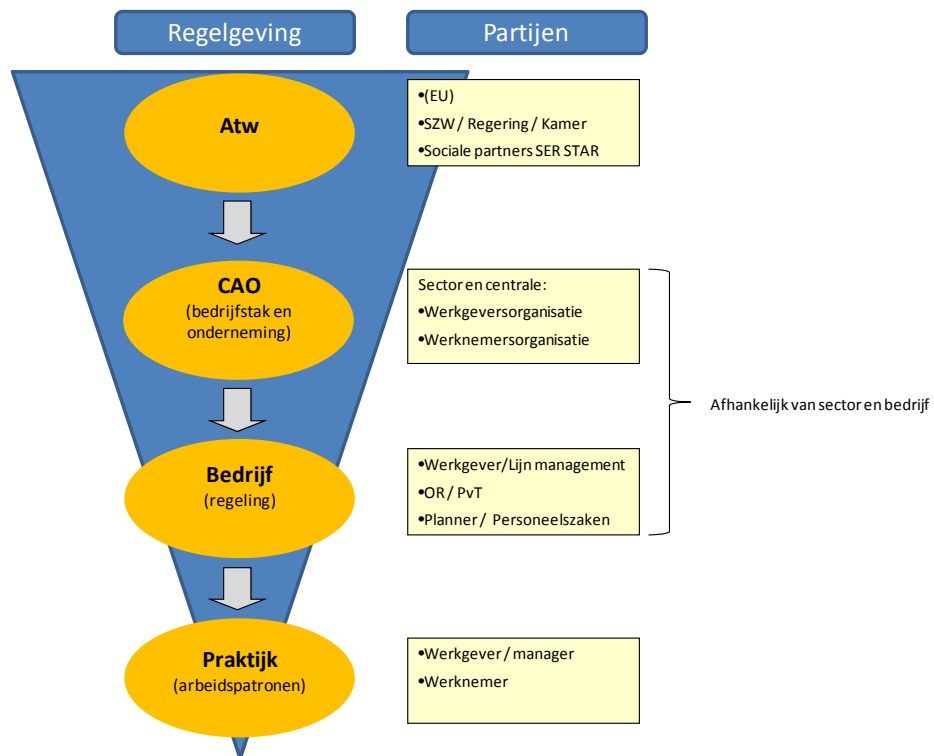 Regelgeving
Partijen
Atw
•(EU)
•SZW / Regering / Kamer
•Sociale partners SER STAR
CAO
(bedrijfstak en
onderneming)
Sector en centrale:
•Werkgeversorganisatie
•Werknemersorganisatie
Afhankelijk van sector en bedrijf
Bedrijf
(regeling)
•Werkgever/Lijn management
•OR / PvT
•Planner / Personeelszaken
Praktijk
(arbeidspatronen)
•Werkgever / manager
•Werknemer